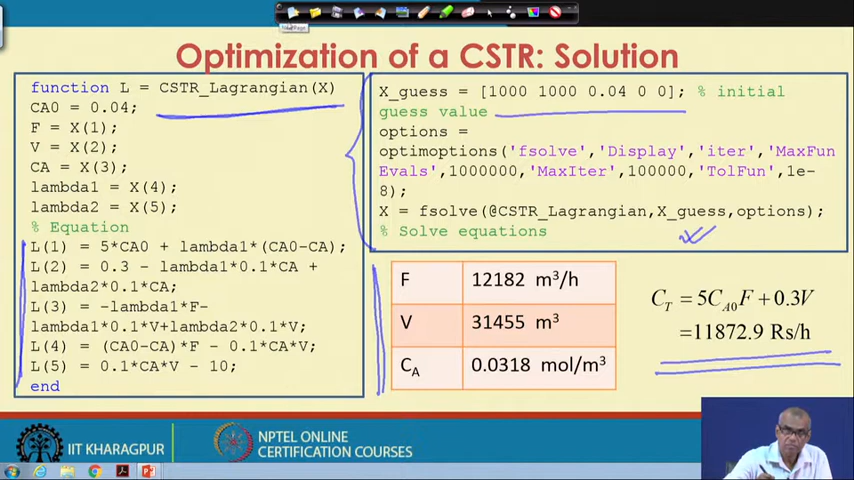 Optimization of a CSTR: Solution
function L = CSTR_Lagrangian(X)
CA0 = 0.04;
F = X(1);
V = X(2);
CA = X(3);
lambda1 = X(4);
lambda2 = X(5);
% Equation
L(1) = 5*CA0 + lambda1*(CA0-CA);
L(2) = 0.3 - lambda1*0.1*CA +
lambda2*0.1*CA;
L(3) = -lambda1*F-
lambda1*0.1*V+lambda2*0.1*V;
L(4) = (CA0-CA)*F - 0.1*CA*V;
L(5) = 0.1*CA*V - 10;
end
X_guess = [1000 1000 0.04 0 0]; % initial
guess value
options =
optimoptions('fsolve','Display','iter','MaxFun
Evals',1000000,'MaxIter',100000,'TolFun',1e-
8);
X = fsolve(@CSTR_Lagrangian,X_guess,options);
% Solve equations
F 12182 m³/h
V 31455 m³
C_A 0.0318 mol/m³
C_T = 5C_{A0}F + 0.3V
=11872.9 Rs/h
IIT KHARAGPUR
NPTEL ONLINE
CERTIFICATION COURSES